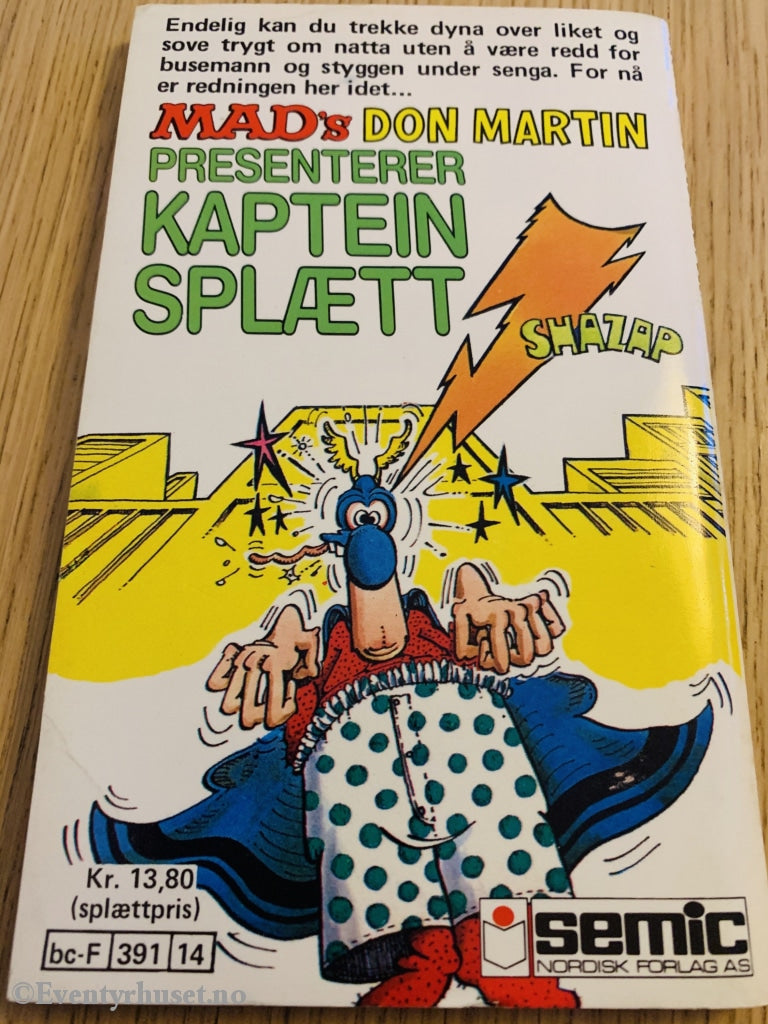 Endelig kan du trekke dyna over liket og
sove trygt om natta uten å være redd for
busemann og styggen under senga. For nå
er redningen her idet...
MAD's DON MARTIN
PRESENTERER
KAPTEIN
SPLÆTT
SHAZAP
Kr. 13,80
(splættpris)
bc-F 391 14
semic
NORDISK FORLAG AS
©Eventyrhuset.no